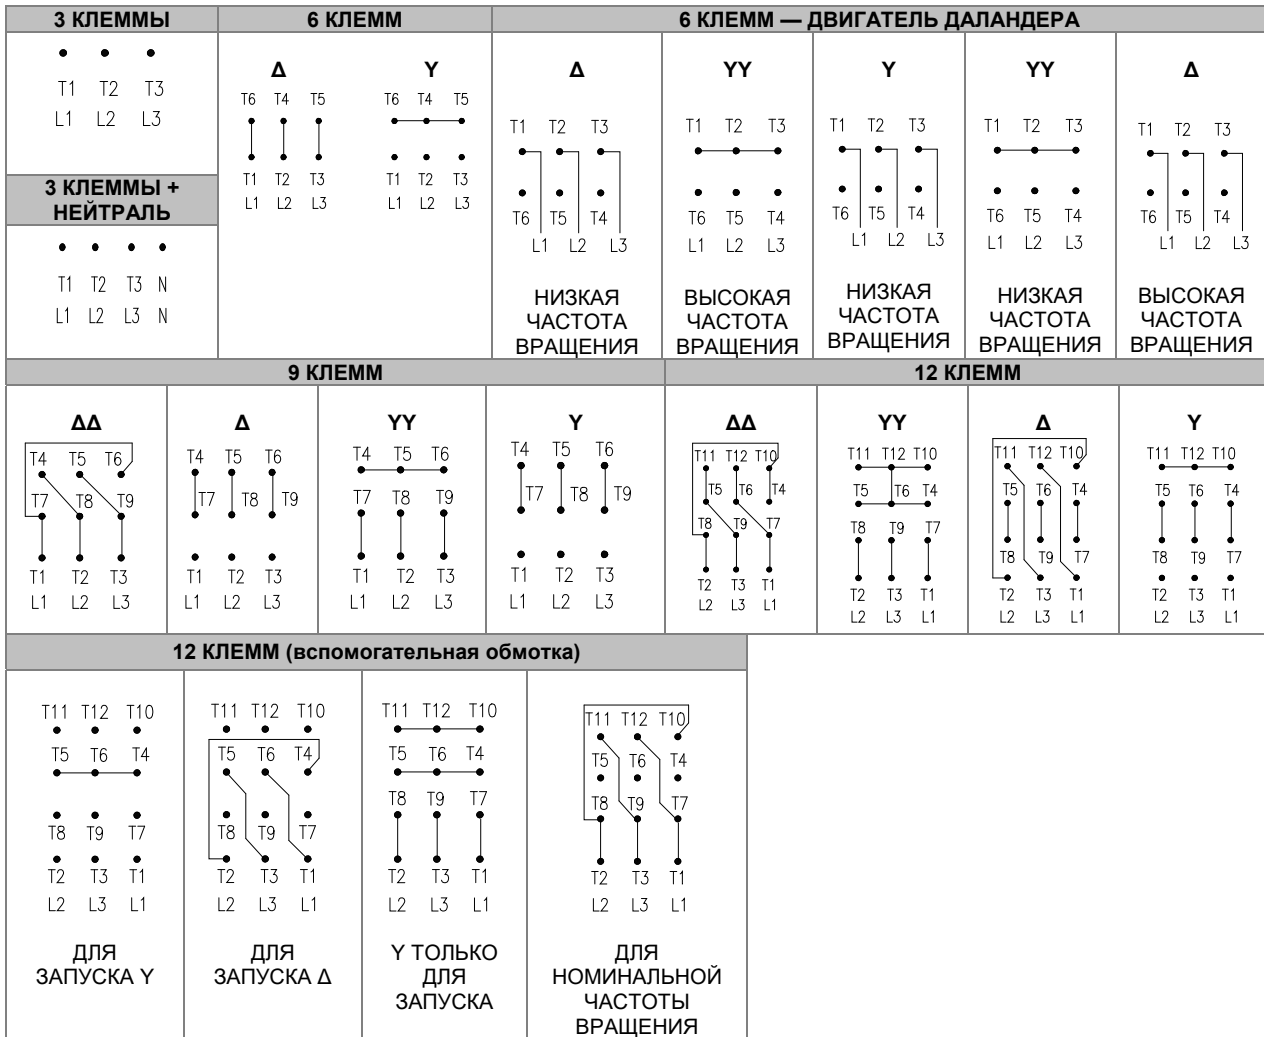 3 КЛЕММЫ
T1 T2 T3
L1 L2 L3
3 КЛЕММЫ +
НЕЙТРАЛЬ
T1 T2 T3 N
L1 L2 L3 N
6 КЛЕММ
Δ
T6 T4 T5
T1 T2 T3
L1 L2 L3
Y
T6 T4 T5
T1 T2 T3
L1 L2 L3
6 КЛЕММ — ДВИГАТЕЛЬ ДАЛАНДЕРА
Δ
T1 T2 T3
T6 T5 T4
L1 L2 L3
НИЗКАЯ
ЧАСТОТА
ВРАЩЕНИЯ
YY
T1 T2 T3
T6 T5 T4
L1 L2 L3
ВЫСОКАЯ
ЧАСТОТА
ВРАЩЕНИЯ
Y
T1 T2 T3
T6 T5 T4
L1 L2 L3
НИЗКАЯ
ЧАСТОТА
ВРАЩЕНИЯ
YY
T1 T2 T3
T6 T5 T4
L1 L2 L3
НИЗКАЯ
ЧАСТОТА
ВРАЩЕНИЯ
Δ
T1 T2 T3
T6 T5 T4
L1 L2 L3
ВЫСОКАЯ
ЧАСТОТА
ВРАЩЕНИЯ
9 КЛЕММ
ΔΔ
T4 T5 T6
T7 T8 T9
T1 T2 T3
L1 L2 L3
Δ
T4 T5 T6
T7 T8 T9
T1 T2 T3
L1 L2 L3
YY
T4 T5 T6
T7 T8 T9
T1 T2 T3
L1 L2 L3
Y
T4 T5 T6
T7 T8 T9
T1 T2 T3
L1 L2 L3
12 КЛЕММ
ΔΔ
T11 T12 T10
T5 T6 T4
T8 T9 T7
T2 T3 T1
L2 L3 L1
YY
T11 T12 T10
T5 T6 T4
T8 T9 T7
T2 T3 T1
L2 L3 L1
Δ
T11 T12 T10
T5 T6 T4
T8 T9 T7
T2 T3 T1
L2 L3 L1
Y
T11 T12 T10
T5 T6 T4
T8 T9 T7
T2 T3 T1
L2 L3 L1
12 КЛЕММ (вспомогательная обмотка)
T11 T12 T10
T5 T6 T4
T8 T9 T7
T2 T3 T1
L2 L3 L1
ДЛЯ
ЗАПУСКА Y
T11 T12 T10
T5 T6 T4
T8 T9 T7
T2 T3 T1
L2 L3 L1
ДЛЯ
ЗАПУСКА Δ
T11 T12 T10
T5 T6 T4
T8 T9 T7
T2 T3 T1
L2 L3 L1
Y ТОЛЬКО
ДЛЯ
ЗАПУСКА
T11 T12 T10
T5 T6 T4
T8 T9 T7
T2 T3 T1
L2 L3 L1
ДЛЯ
НОМИНАЛЬНОЙ
ЧАСТОТЫ
ВРАЩЕНИЯ